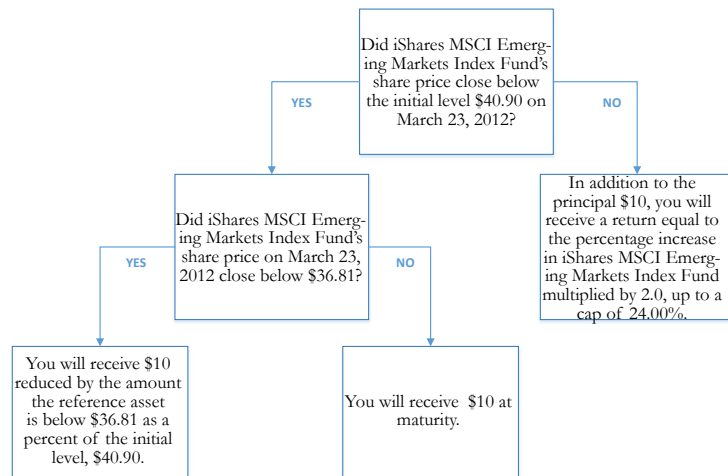 Did iShares MSCI Emerg-
ing Markets Index Fund's
share price close below
the initial level $40.90 on
March 23, 2012?
YES
NO
Did iShares MSCI Emerg-
ing Markets Index Fund's
share price on March 23,
2012 close below $36.81?
In addition to the
principal $10, you will
receive a return equal to
the percentage increase
in iShares MSCI Emerg-
ing Markets Index Fund
multiplied by 2.0, up to a
cap of 24.00%.
YES
NO
You will receive $10
reduced by the amount
the reference asset
is below $36.81 as a
percent of the initial
level, $40.90.
You will receive $10 at
maturity.